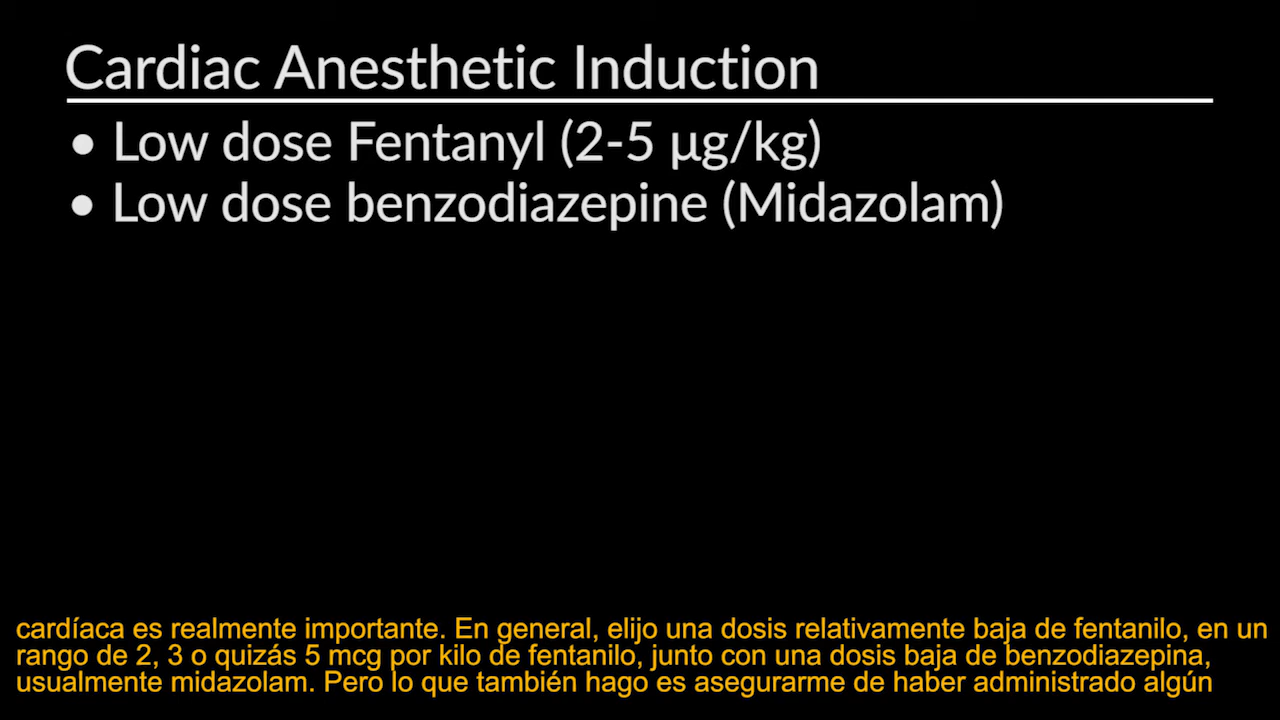 Cardiac Anesthetic Induction
• Low dose Fentanyl (2-5 µg/kg)
• Low dose benzodiazepine (Midazolam)
cardíaca es realmente importante. En general, elijo una dosis relativamente baja de fentanilo, en un
rango de 2, 3 o quizás 5 mcg por kilo de fentanilo, junto con una dosis baja de benzodiazepina,
usualmente midazolam. Pero lo que también hago es asegurarme de haber administrado algún